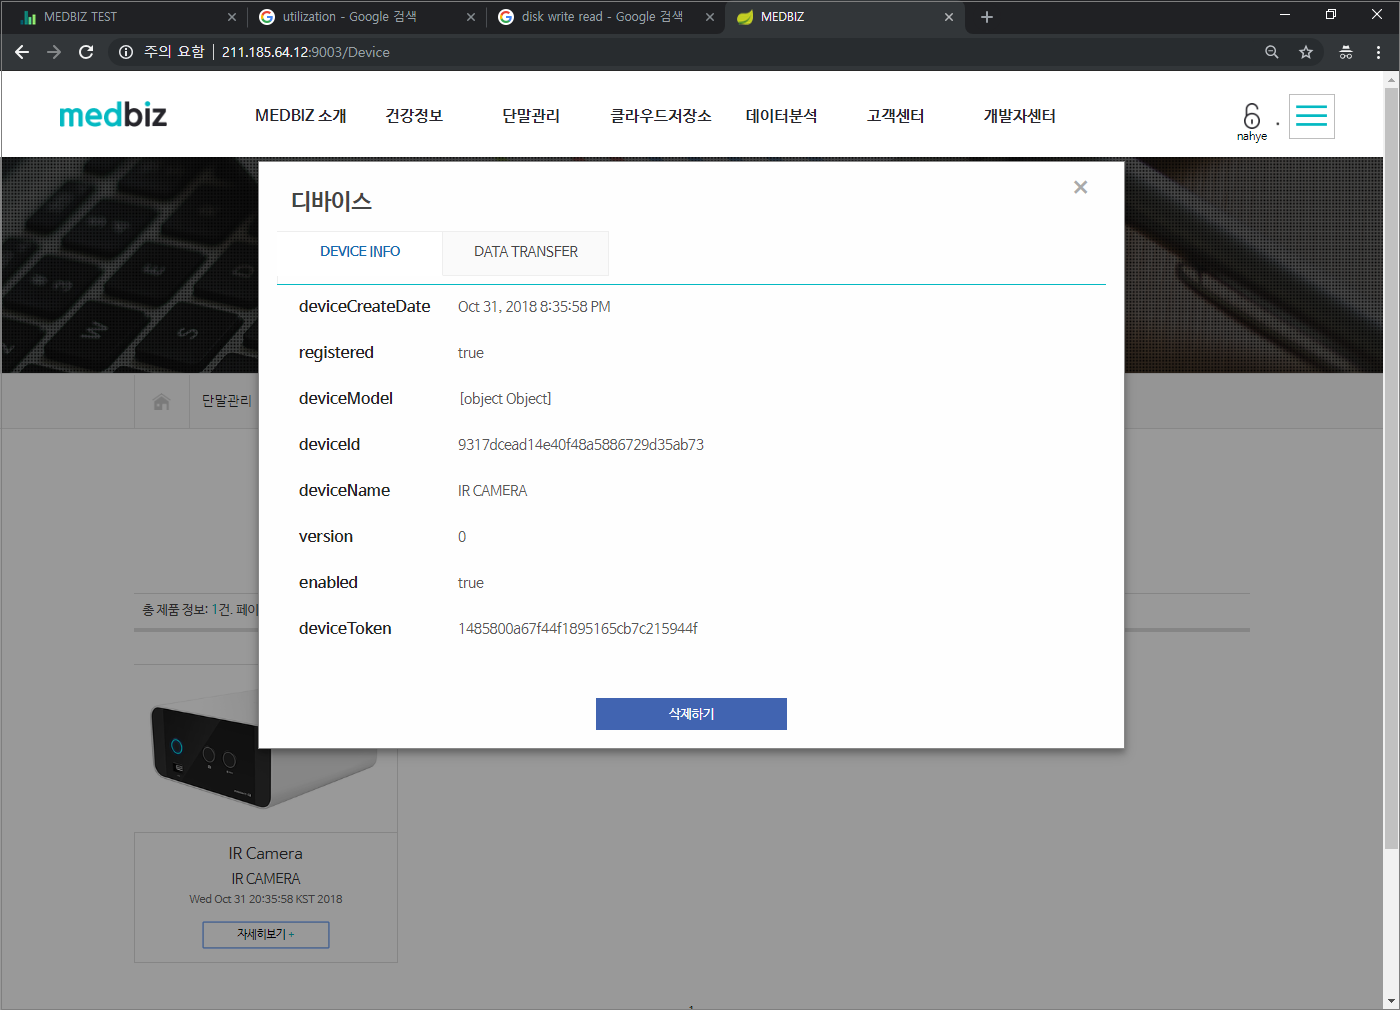 MEDBIZ TEST
utilization - Google 검색
disk write read - Google 검색
MEDBIZ
주의 요함
211.185.64.12:9003/Device
medbiz
MEDBIZ 소개
건강정보
단말관리
클라우드저장소
데이터분석
고객센터
개발자센터
nahye
디바이스
DEVICE INFO
DATA TRANSFER
deviceCreateDate Oct 31, 2018 8:35:58 PM
registered true
deviceModel [object Object]
단말관리
deviceId 9317dcead14e40f48a5886729d35ab73
deviceName IR CAMERA
version 0
enabled true
총 제품 정보: 1건. 페이
deviceToken 1485800a67f44f1895165cb7c215944f
삭제하기
IR Camera
IR CAMERA
Wed Oct 31 20:35:58 KST 2018
자세히보기 +